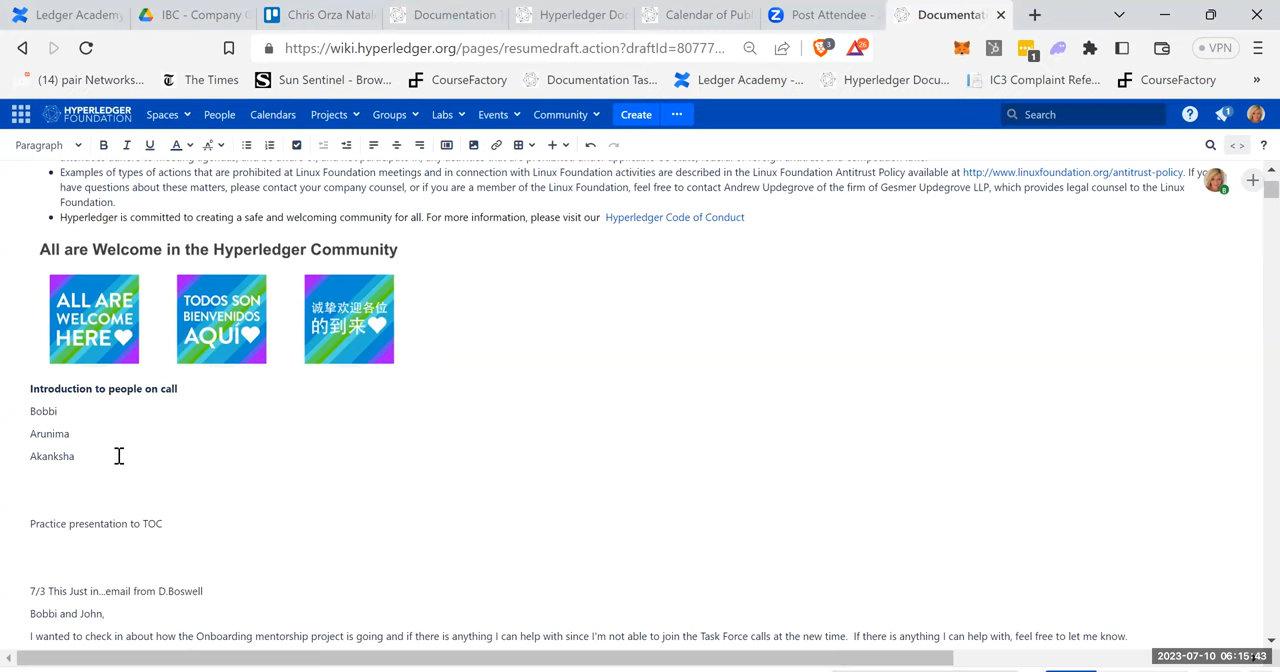 Ledger Academy
IBC - Company
Chris Orza Natal
Documentation
Hyperledger Do
Calendar of Pub
Post Attendee -
Documentati
https://wiki.hyperledger.org/pages/resumedraft.action?draftId=80777...
3
26
1
VPN
(14) pair Networks...
The Times
Sun Sentinel - Brow...
CourseFactory
Documentation Tas...
Ledger Academy -...
Hyperledger Docu...
IC3 Complaint Refe...
CourseFactory
»
HYPERLEDGER
FOUNDATION
Spaces
People
Calendars
Projects
Groups
Labs
Events
Community
Create
...
Search
1
Paragraph
B I U A
< >
Examples of types of actions that are prohibited at Linux Foundation meetings and in connection with Linux Foundation activities are described in the Linux Foundation Antitrust Policy available at http://www.linuxfoundation.org/antitrust-policy. If yo
have questions about these matters, please contact your company counsel, or if you are a member of the Linux Foundation, feel free to contact Andrew Updegrove of the firm of Gesmer Updegrove LLP, which provides legal counsel to the Linux
Foundation.
Hyperledger is committed to creating a safe and welcoming community for all. For more information, please visit our Hyperledger Code of Conduct
All are Welcome in the Hyperledger Community
ALL ARE
WELCOME
HERE
TODOS SON
BIENVENIDOS
AQUÍ
诚挚欢迎各位
的到来
Introduction to people on call
Bobbi
Arunima
Akanksha
Practice presentation to TOC
7/3 This Just in...email from D.Boswell
Bobbi and John,
I wanted to check in about how the Onboarding mentorship project is going and if there is anything I can help with since I'm not able to join the Task Force calls at the new time. If there is anything I can help with, feel free to let me know.
2023-07-10 06:15:43